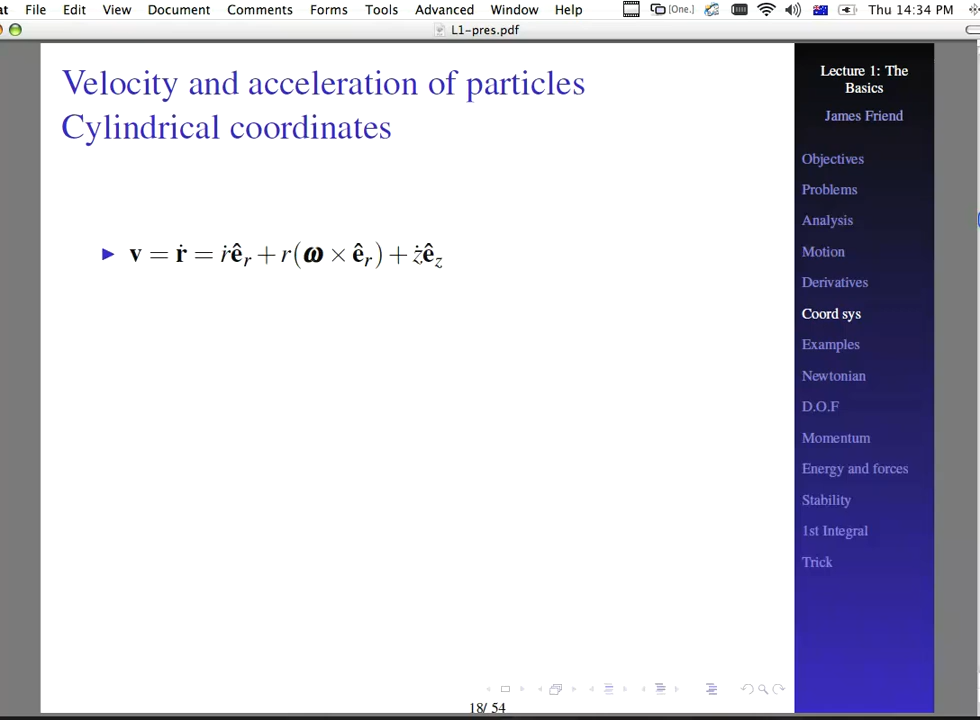 at File Edit View Document Comments Forms Tools Advanced Window Help [One.] Thu 14:34 PM
L1-pres.pdf
Velocity and acceleration of particles
Cylindrical coordinates
▶ v = ṙ = ṙê_r + r(ω × ê_r) + żê_z
18/ 54
Lecture 1: The
Basics
James Friend
Objectives
Problems
Analysis
Motion
Derivatives
Coord sys
Examples
Newtonian
D.O.F
Momentum
Energy and forces
Stability
1st Integral
Trick